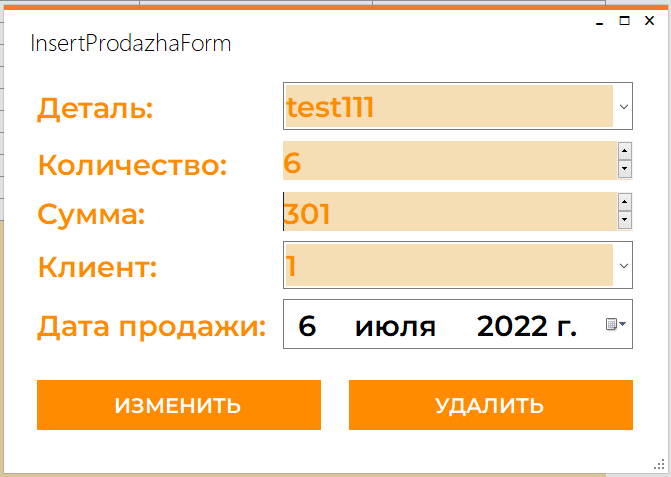 InsertProdazhaForm
Деталь: test111
Количество: 6
Сумма: 301
Клиент: 1
Дата продажи: 6 июля 2022 г.
ИЗМЕНИТЬ УДАЛИТЬ